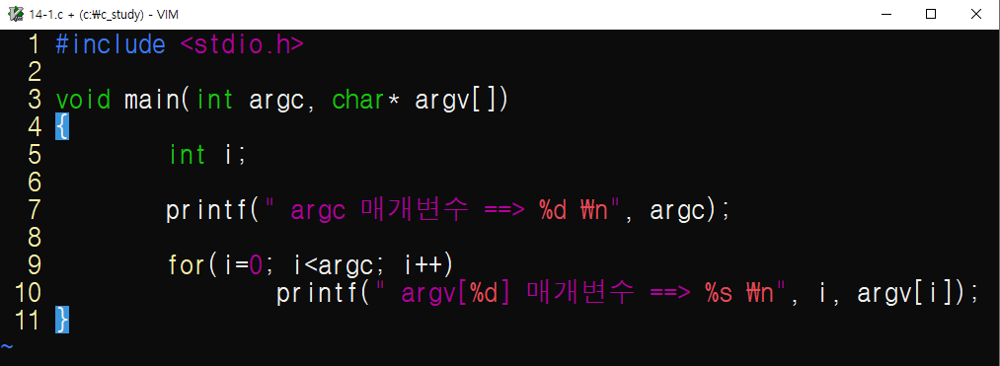 14-1.c + (c:₩c_study) - VIM
1 #include <stdio.h>
2
3 void main(int argc, char* argv[])
4 {
5 int i;
6
7 printf(" argc 매개변수 ==> %d ₩n", argc);
8
9 for(i=0; i<argc; i++)
10 printf(" argv[%d] 매개변수 ==> %s ₩n", i, argv[i]);
11 }
~